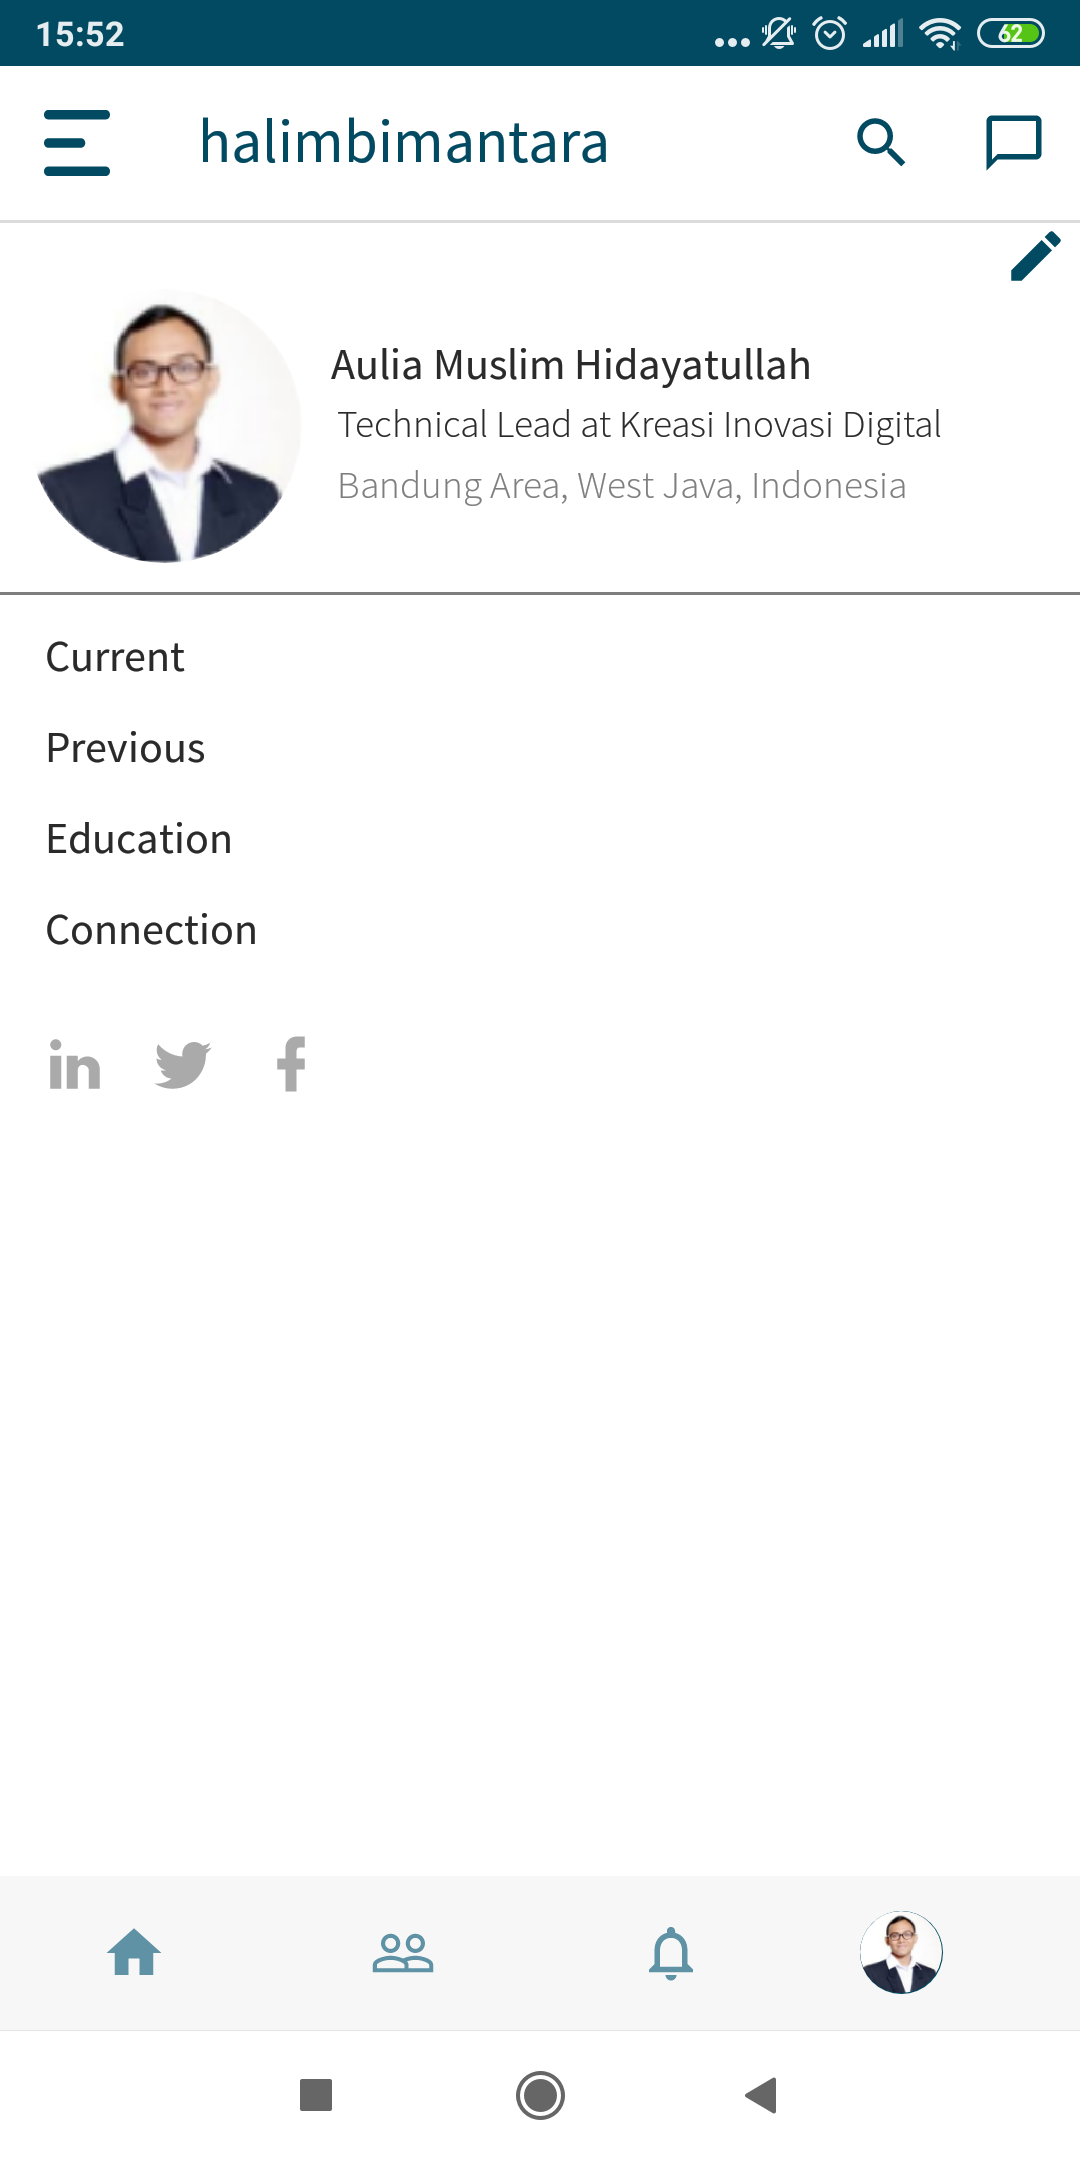 15:52
62
halimbimantara
Aulia Muslim Hidayatullah
Technical Lead at Kreasi Inovasi Digital
Bandung Area, West Java, Indonesia
Current
Previous
Education
Connection